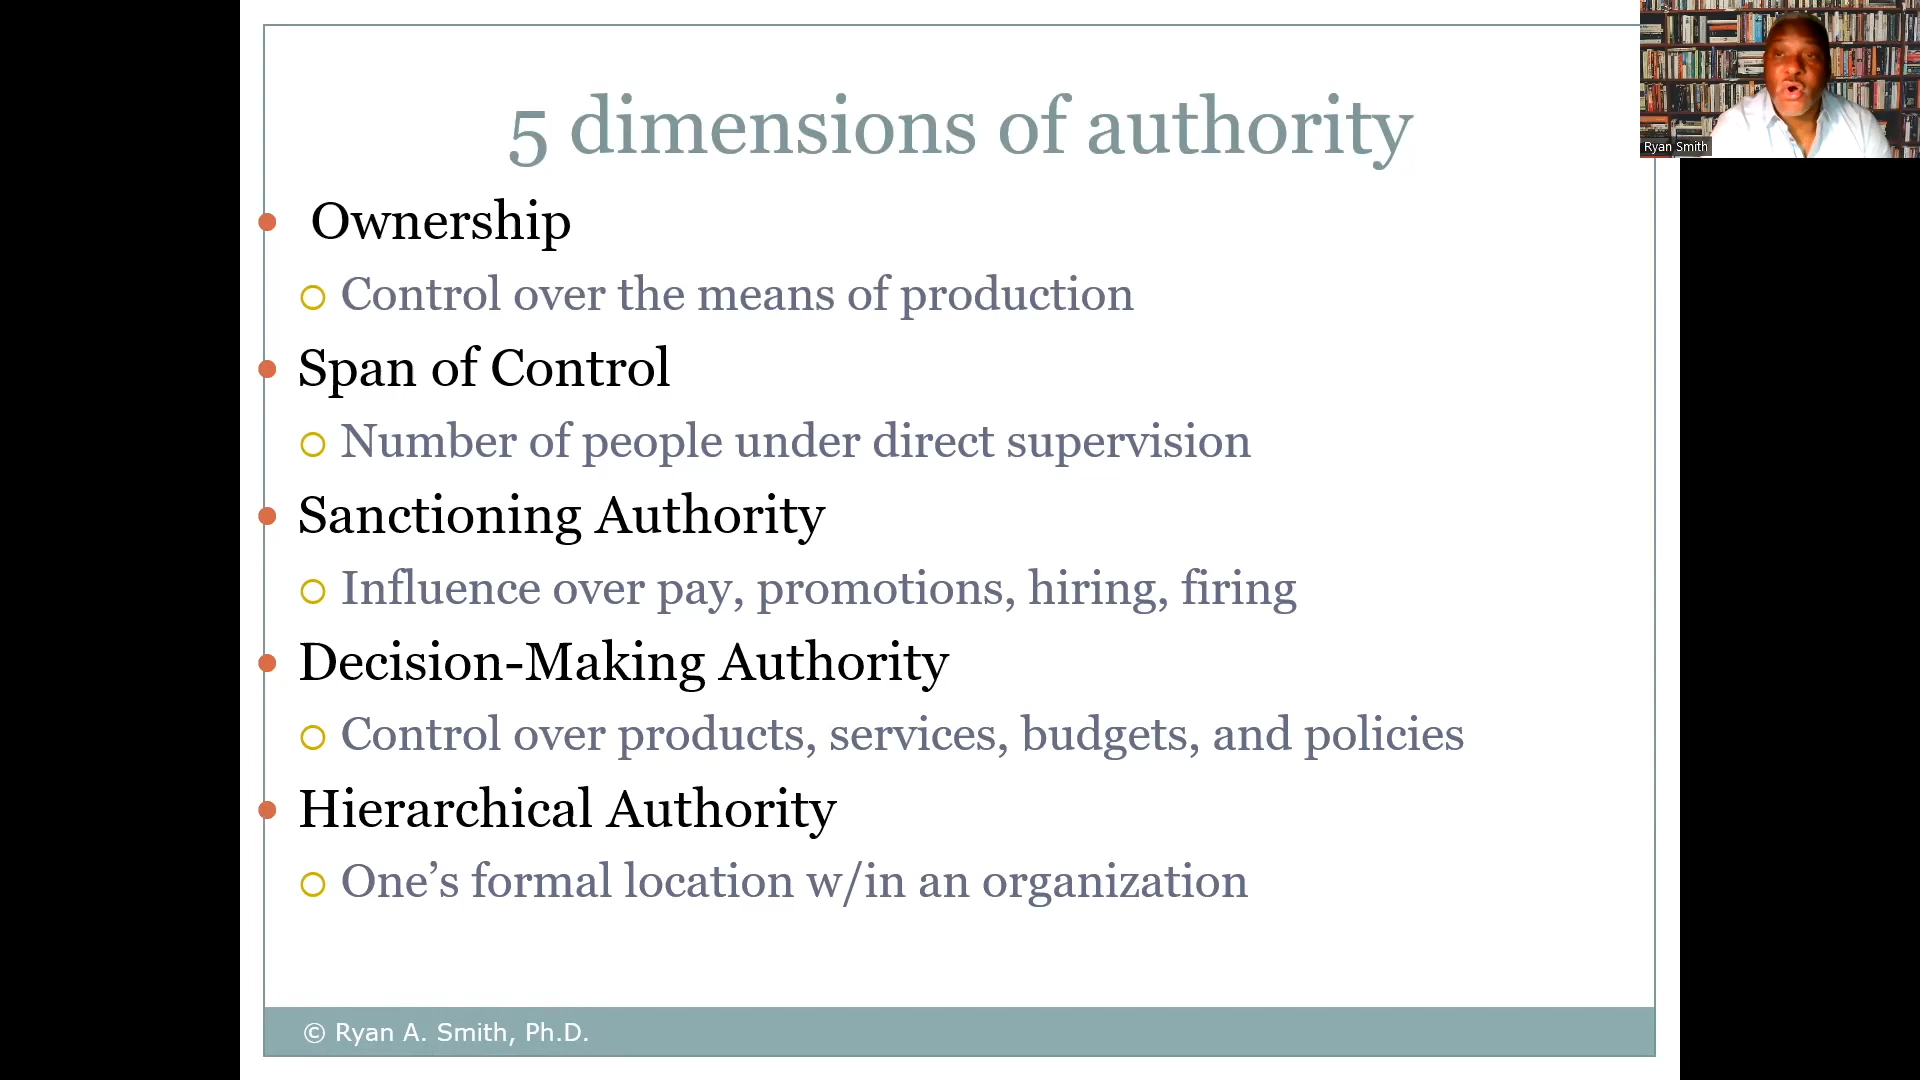 5 dimensions of authority
Ownership
Control over the means of production
Span of Control
Number of people under direct supervision
Sanctioning Authority
Influence over pay, promotions, hiring, firing
Decision-Making Authority
Control over products, services, budgets, and policies
Hierarchical Authority
One’s formal location w/in an organization
© Ryan A. Smith, Ph.D.
Ryan Smith